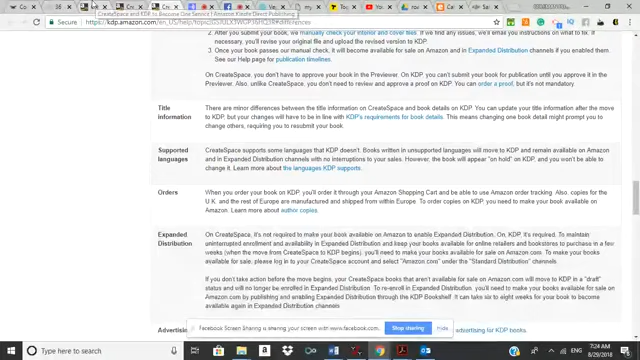 CreateSpace and KDP to Become One Service | Amazon Kindle Direct Publishing
https://kdp.amazon.com/en_US/help/topic/
2. After you submit your book, we manually check your interior and cover files. If we find any issues, we'll email you instructions on what to fix. If
necessary, you'll revise your original file and upload the revised version to KDP.
3. Once your book passes our manual check, it will become available for sale on Amazon and in Expanded Distribution channels if you enabled them.
See our Help page for publication timelines.
On CreateSpace, you don't have to approve your book in the Previewer. On KDP, you can't submit your book for publication until you approve it in the
Previewer. Also, unlike CreateSpace, you don't need to review and approve a proof on KDP. You can order a proof, but it's not mandatory.
Title
information
There are minor differences between the title information on CreateSpace and book details on KDP. You can update your title information after the move
to KDP, but your changes will have to be in line with KDP's requirements for book details. This means changing one book detail might prompt you to
change others, requiring you to resubmit your book.
Supported
languages
CreateSpace supports some languages that KDP doesn't. Books written in unsupported languages will move to KDP and remain available on Amazon
and in Expanded Distribution channels with no interruptions to your sales. However, the book will appear "on hold" on KDP, and you won't be able to
change it. Learn more about the languages KDP supports.
Orders
When you order your book on KDP, you'll order it through your Amazon Shopping Cart and be able to use Amazon order tracking. Also, copies for the
U.K. and the rest of Europe are manufactured and shipped from within Europe. To order copies on KDP, you need to make your book available on
Amazon. Learn more about author copies.
Expanded
Distribution
On CreateSpace, it's not required to make your book available on Amazon to enable Expanded Distribution. On, KDP, it's required. To maintain
uninterrupted enrollment and availability in Expanded Distribution and keep your books available for online retailers and bookstores to purchase in a few
weeks (when the move from CreateSpace to KDP begins), you'll need to make your books available for sale on Amazon.com. To make your books
available for sale, please log in to your CreateSpace account and select "Amazon.com" under the "Standard Distribution" channels.
If you don't take action before the move begins, your CreateSpace books that aren't available for sale on Amazon.com will move to KDP in a "draft"
status and will no longer be enrolled in Expanded Distribution. To re-enroll in Expanded Distribution, you'll need to make your books available for sale on
Amazon.com by publishing and enabling Expanded Distribution through the KDP Bookshelf. It can take six to eight weeks for your book to become
available again in Expanded Distribution channels.
Advertising
advertising for KDP books.
Facebook Screen Sharing is sharing your screen with www.facebook.com.
Stop sharing
Hide
Type here to search
ENG
7:24 AM
8/29/2018